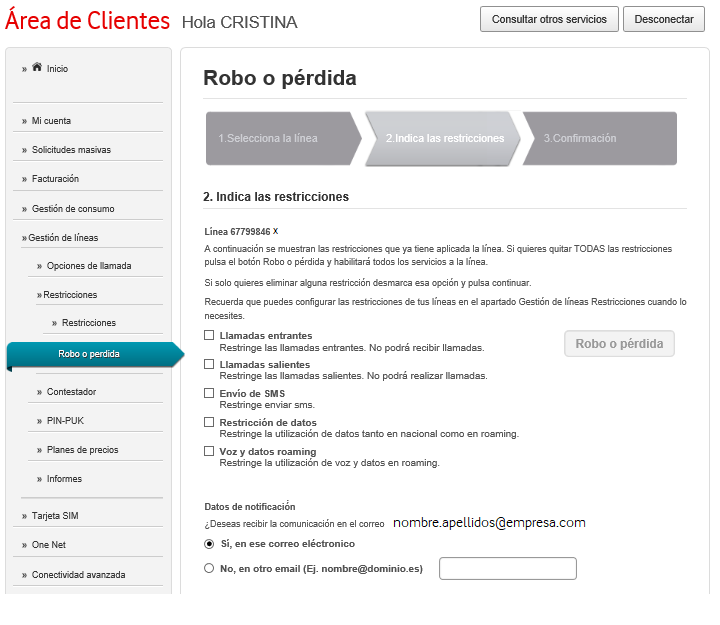 Área de Clientes Hola CRISTINA
Consultar otros servicios Desconectar
» Inicio
» Mi cuenta
» Solicitudes masivas
» Facturación
» Gestión de consumo
» Gestión de líneas
» Opciones de llamada
» Restricciones
» Restricciones
Robo o perdida
» Contestador
» PIN-PUK
» Planes de precios
» Informes
» Tarjeta SIM
» One Net
» Conectividad avanzada
Robo o pérdida
1.Selecciona la línea 2.Indica las restricciones 3.Confirmación
2. Indica las restricciones
Línea 67799846 x
A continuación se muestran las restricciones que ya tiene aplicada la línea. Si quieres quitar TODAS las restricciones
pulsa el botón Robo o pérdida y habilitará todos los servicios a la línea.
Si solo quieres eliminar alguna restricción desmarca esa opción y pulsa continuar.
Recuerda que puedes configurar las restricciones de tus líneas en el apartado Gestión de líneas Restricciones cuando lo
necesites.
Llamadas entrantes
Restringe las llamadas entrantes. No podrá recibir llamadas.
Robo o pérdida
Llamadas salientes
Restringe las llamadas salientes. No podrá realizar llamadas.
Envío de SMS
Restringe enviar sms.
Restricción de datos
Restringe la utilización de datos tanto en nacional como en roaming.
Voz y datos roaming
Restringe la utilización de voz y datos en roaming.
Datos de notificación
¿Deseas recibir la comunicación en el correo nombre.apellidos@empresa.com
Sí, en ese correo eléctronico
No, en otro email (Ej. nombre@dominio.es)